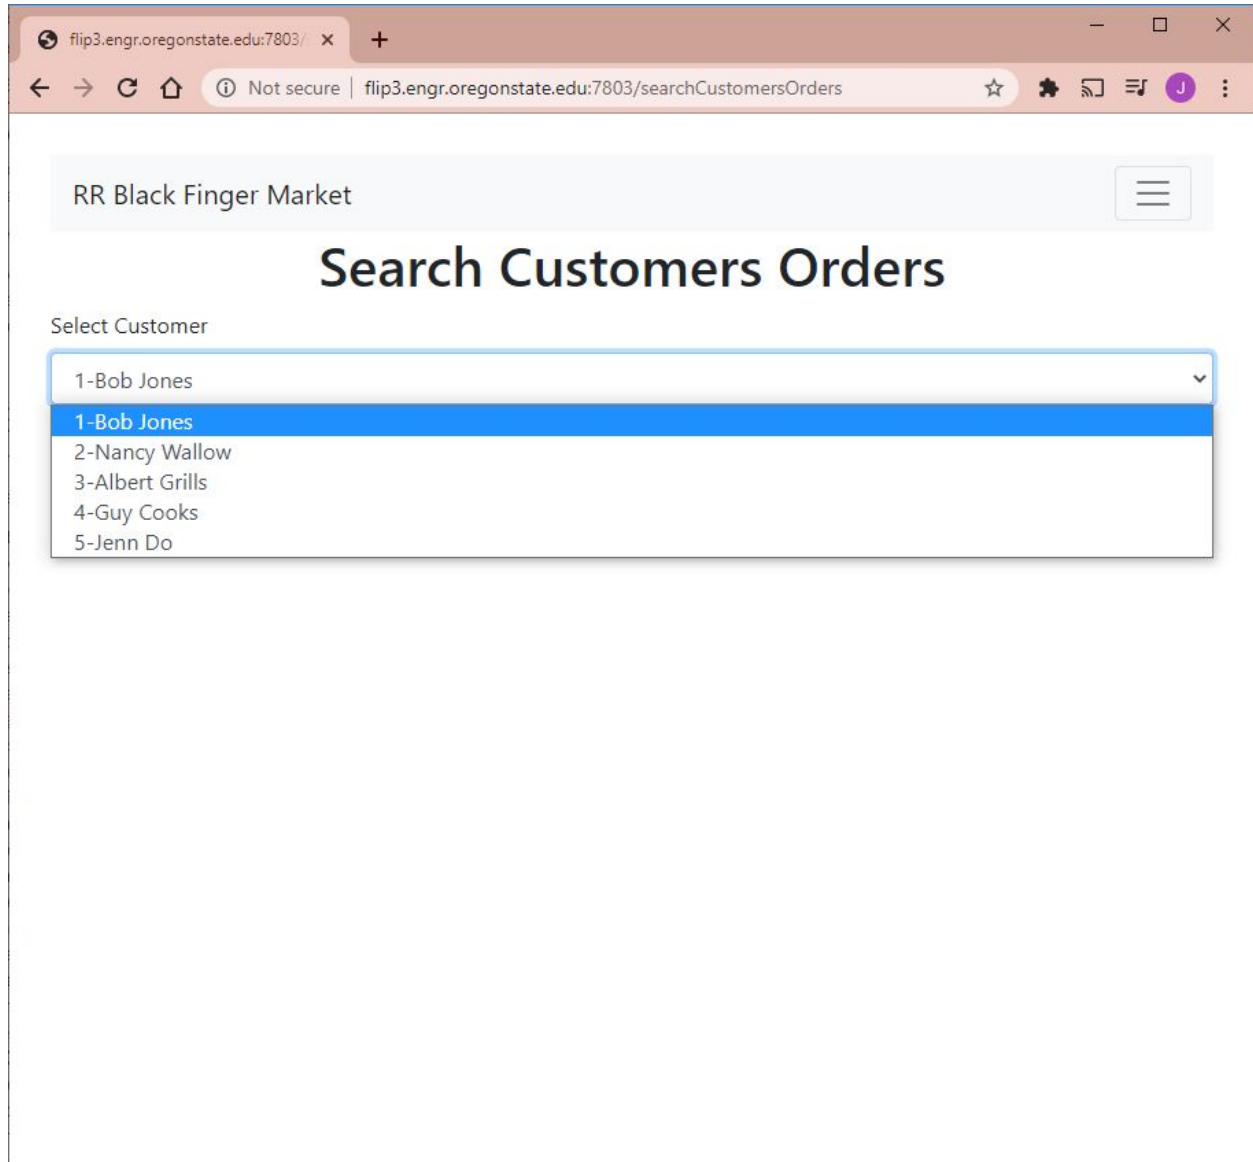 flip3.engr.oregonstate.edu:7803/
Not secure | flip3.engr.oregonstate.edu:7803/searchCustomersOrders
J
RR Black Finger Market
Search Customers Orders
Select Customer
1-Bob Jones
1-Bob Jones
2-Nancy Wallow
3-Albert Grills
4-Guy Cooks
5-Jenn Do